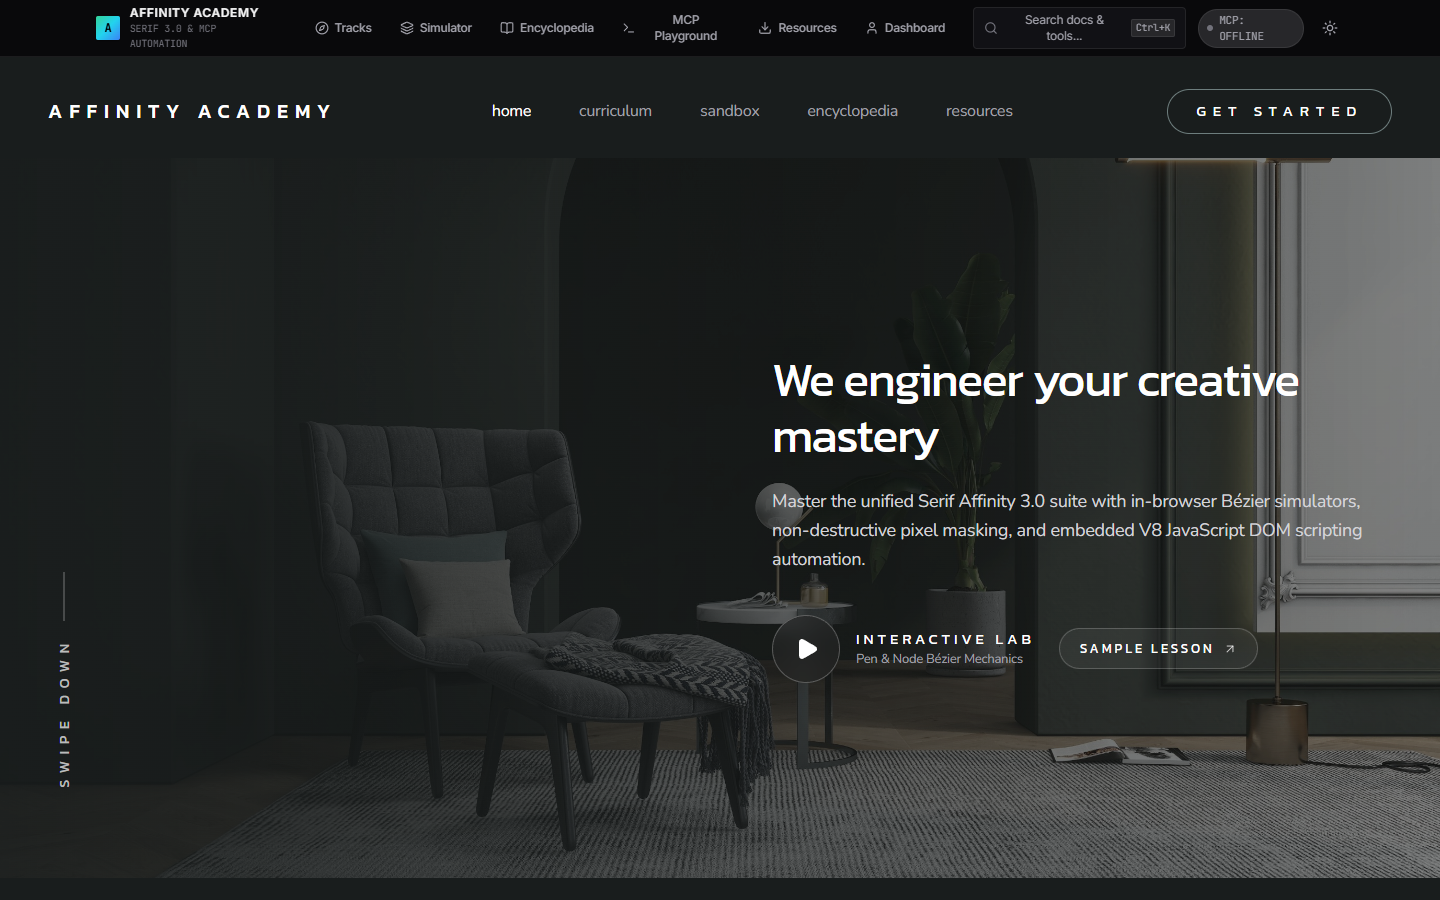 A
AFFINITY ACADEMY
SERIF 3.0 & MCP
AUTOMATION
Tracks
Simulator
Encyclopedia
MCP
Playground
Resources
Dashboard
Search docs &
tools...
Ctrl+K
MCP:
OFFLINE
AFFINITY ACADEMY
home
curriculum
sandbox
encyclopedia
resources
GET STARTED
We engineer your creative
mastery
Master the unified Serif Affinity 3.0 suite with in-browser Bézier simulators,
non-destructive pixel masking, and embedded V8 JavaScript DOM scripting
automation.
INTERACTIVE LAB
Pen & Node Bézier Mechanics
SAMPLE LESSON
SWIPE DOWN